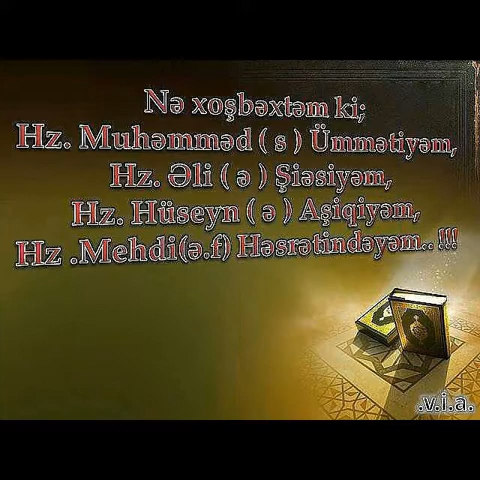 Nə xoşbəxtəm ki;
Hz. Muhəmməd ( s ) Ümmətiyəm,
Hz. Əli ( ə ) Şiəsiyəm,
Hz. Hüseyn ( ə ) Aşiqiyəm,
Hz .Mehdi(ə.f) Həsrətindəyəm.. !!!
.v.i.a.